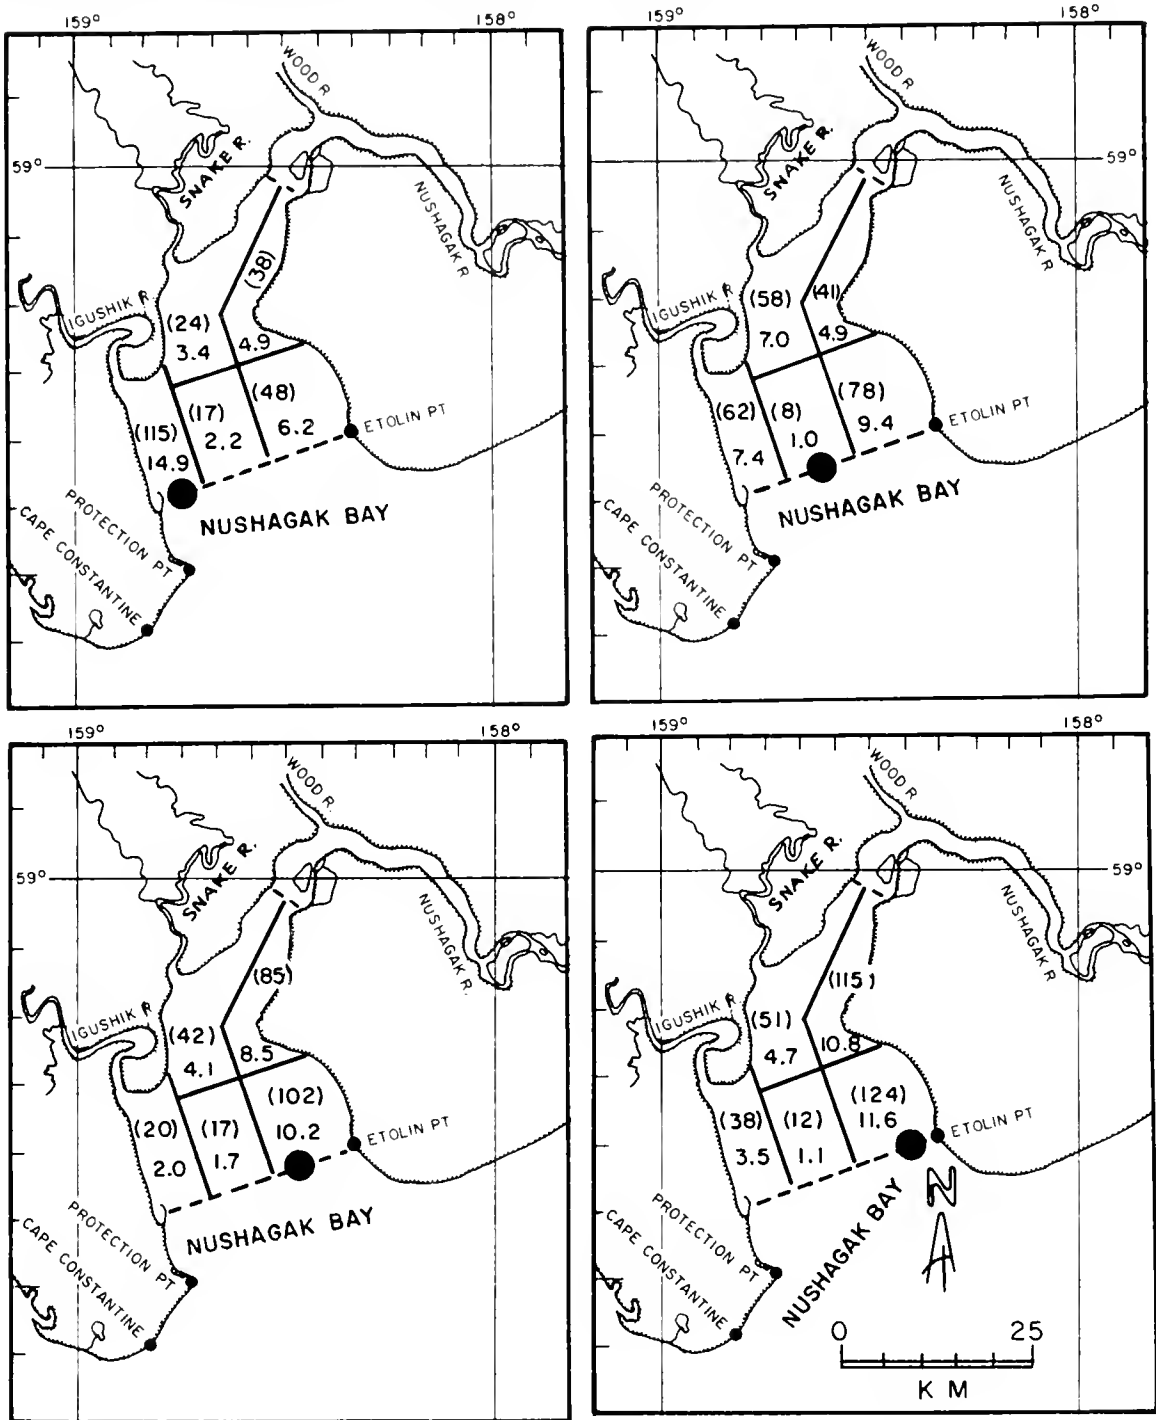 159°
158°
WOOD R.
SNAKE R.
59°
NUSHAGAK R.
(38)
IGUSHIK R.
(24)
3.4
4.9
(17)
2.2
(48)
6.2
(115)
14.9
ETOLIN PT
NUSHAGAK BAY
PROTECTION PT
CAPE CONSTANTINE
159°
158°
WOOD R
SNAKE R.
59°
NUSHAGAK R
IGUSHIK R
(58)
(41)
7.0
4.9
(62)
(8)
(78)
7.4
1.0
9.4
ETOLIN PT
NUSHAGAK BAY
PROTECTION PT
CAPE CONSTANTINE
159°
158°
WOOD R.
SNAKE R.
59°
NUSHAGAK R.
(85)
IGUSHIK R
(42)
4.1
8.5
(102)
(20)
(17)
10.2
2.0
1.7
ETOLIN PT
NUSHAGAK BAY
PROTECTION PT
CAPE CONSTANTINE
159°
158°
WOOD R.
SNAKE R.
59°
NUSHAGAK R
(115)
IGUSHIK R.
(51)
4.7
10.8
(124)
(38)
(12)
11.6
3.5
1.1
ETOLIN PT
NUSHAGAK BAY
N
PROTECTION PT
CAPE CONSTANTINE
0 25
KM